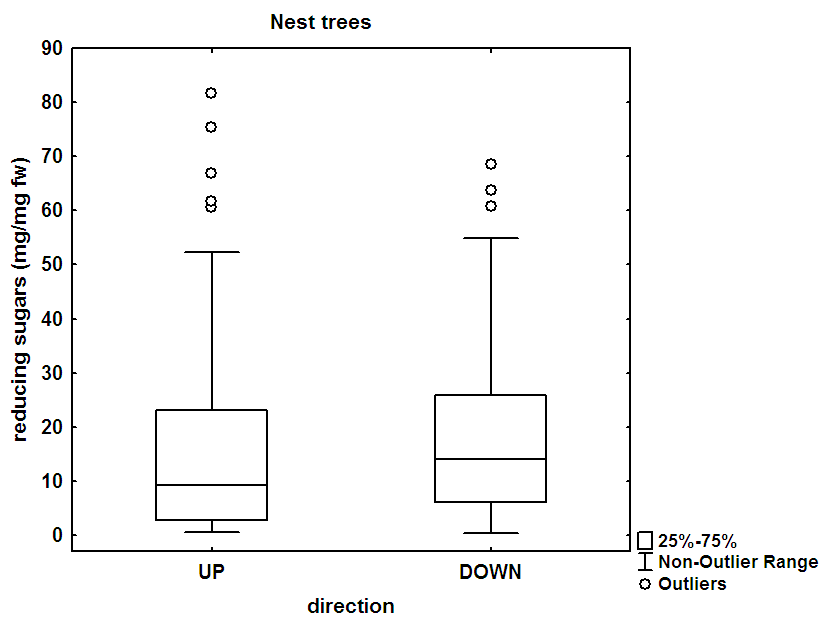 Nest trees
90
80
70
60
50
40
30
20
10
0
reducing sugars (mg/mg fw)
UP DOWN
direction
25%-75%
Non-Outlier Range
Outliers